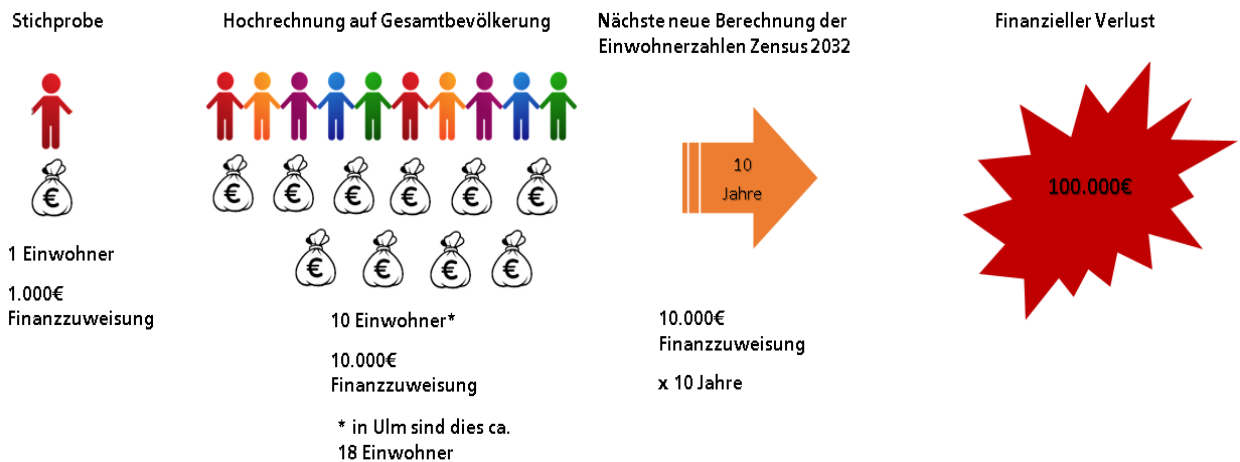 Stichprobe
Hochrechnung auf Gesamtbevölkerung
Nächste neue Berechnung der
Einwohnerzahlen Zensus 2032
Finanzieller Verlust
€
1 Einwohner
1.000€
Finanzzuweisung
€ € € € € €
€ € € €
10 Einwohner*
10.000€
Finanzzuweisung
* in Ulm sind dies ca.
18 Einwohner
10
Jahre
10.000€
Finanzzuweisung
x 10 Jahre
100.000€